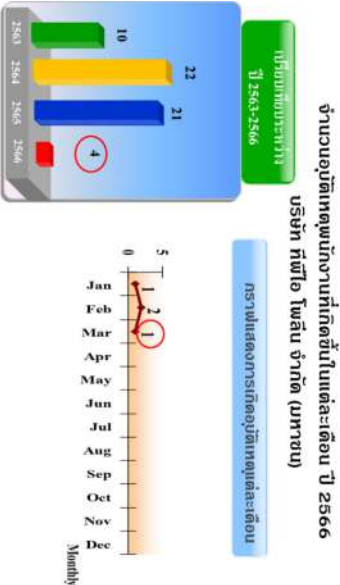 จำนวนอุบัติเหตุพนักงานที่เกิดขึ้นในแต่ละเดือน ปี 2566
บริษัท ทีพีไอ โพลีน จำกัด (มหาชน)
เปรียบเทียบระหว่าง
ปี 2563-2566
10
22
21
4
2563
2564
2565
2566
กราฟแสดงการเกิดอุบัติเหตุแต่ละเดือน
5
0
1
2
1
Jan
Feb
Mar
Apr
May
Jun
Jul
Aug
Sep
Oct
Nov
Dec
Monthly